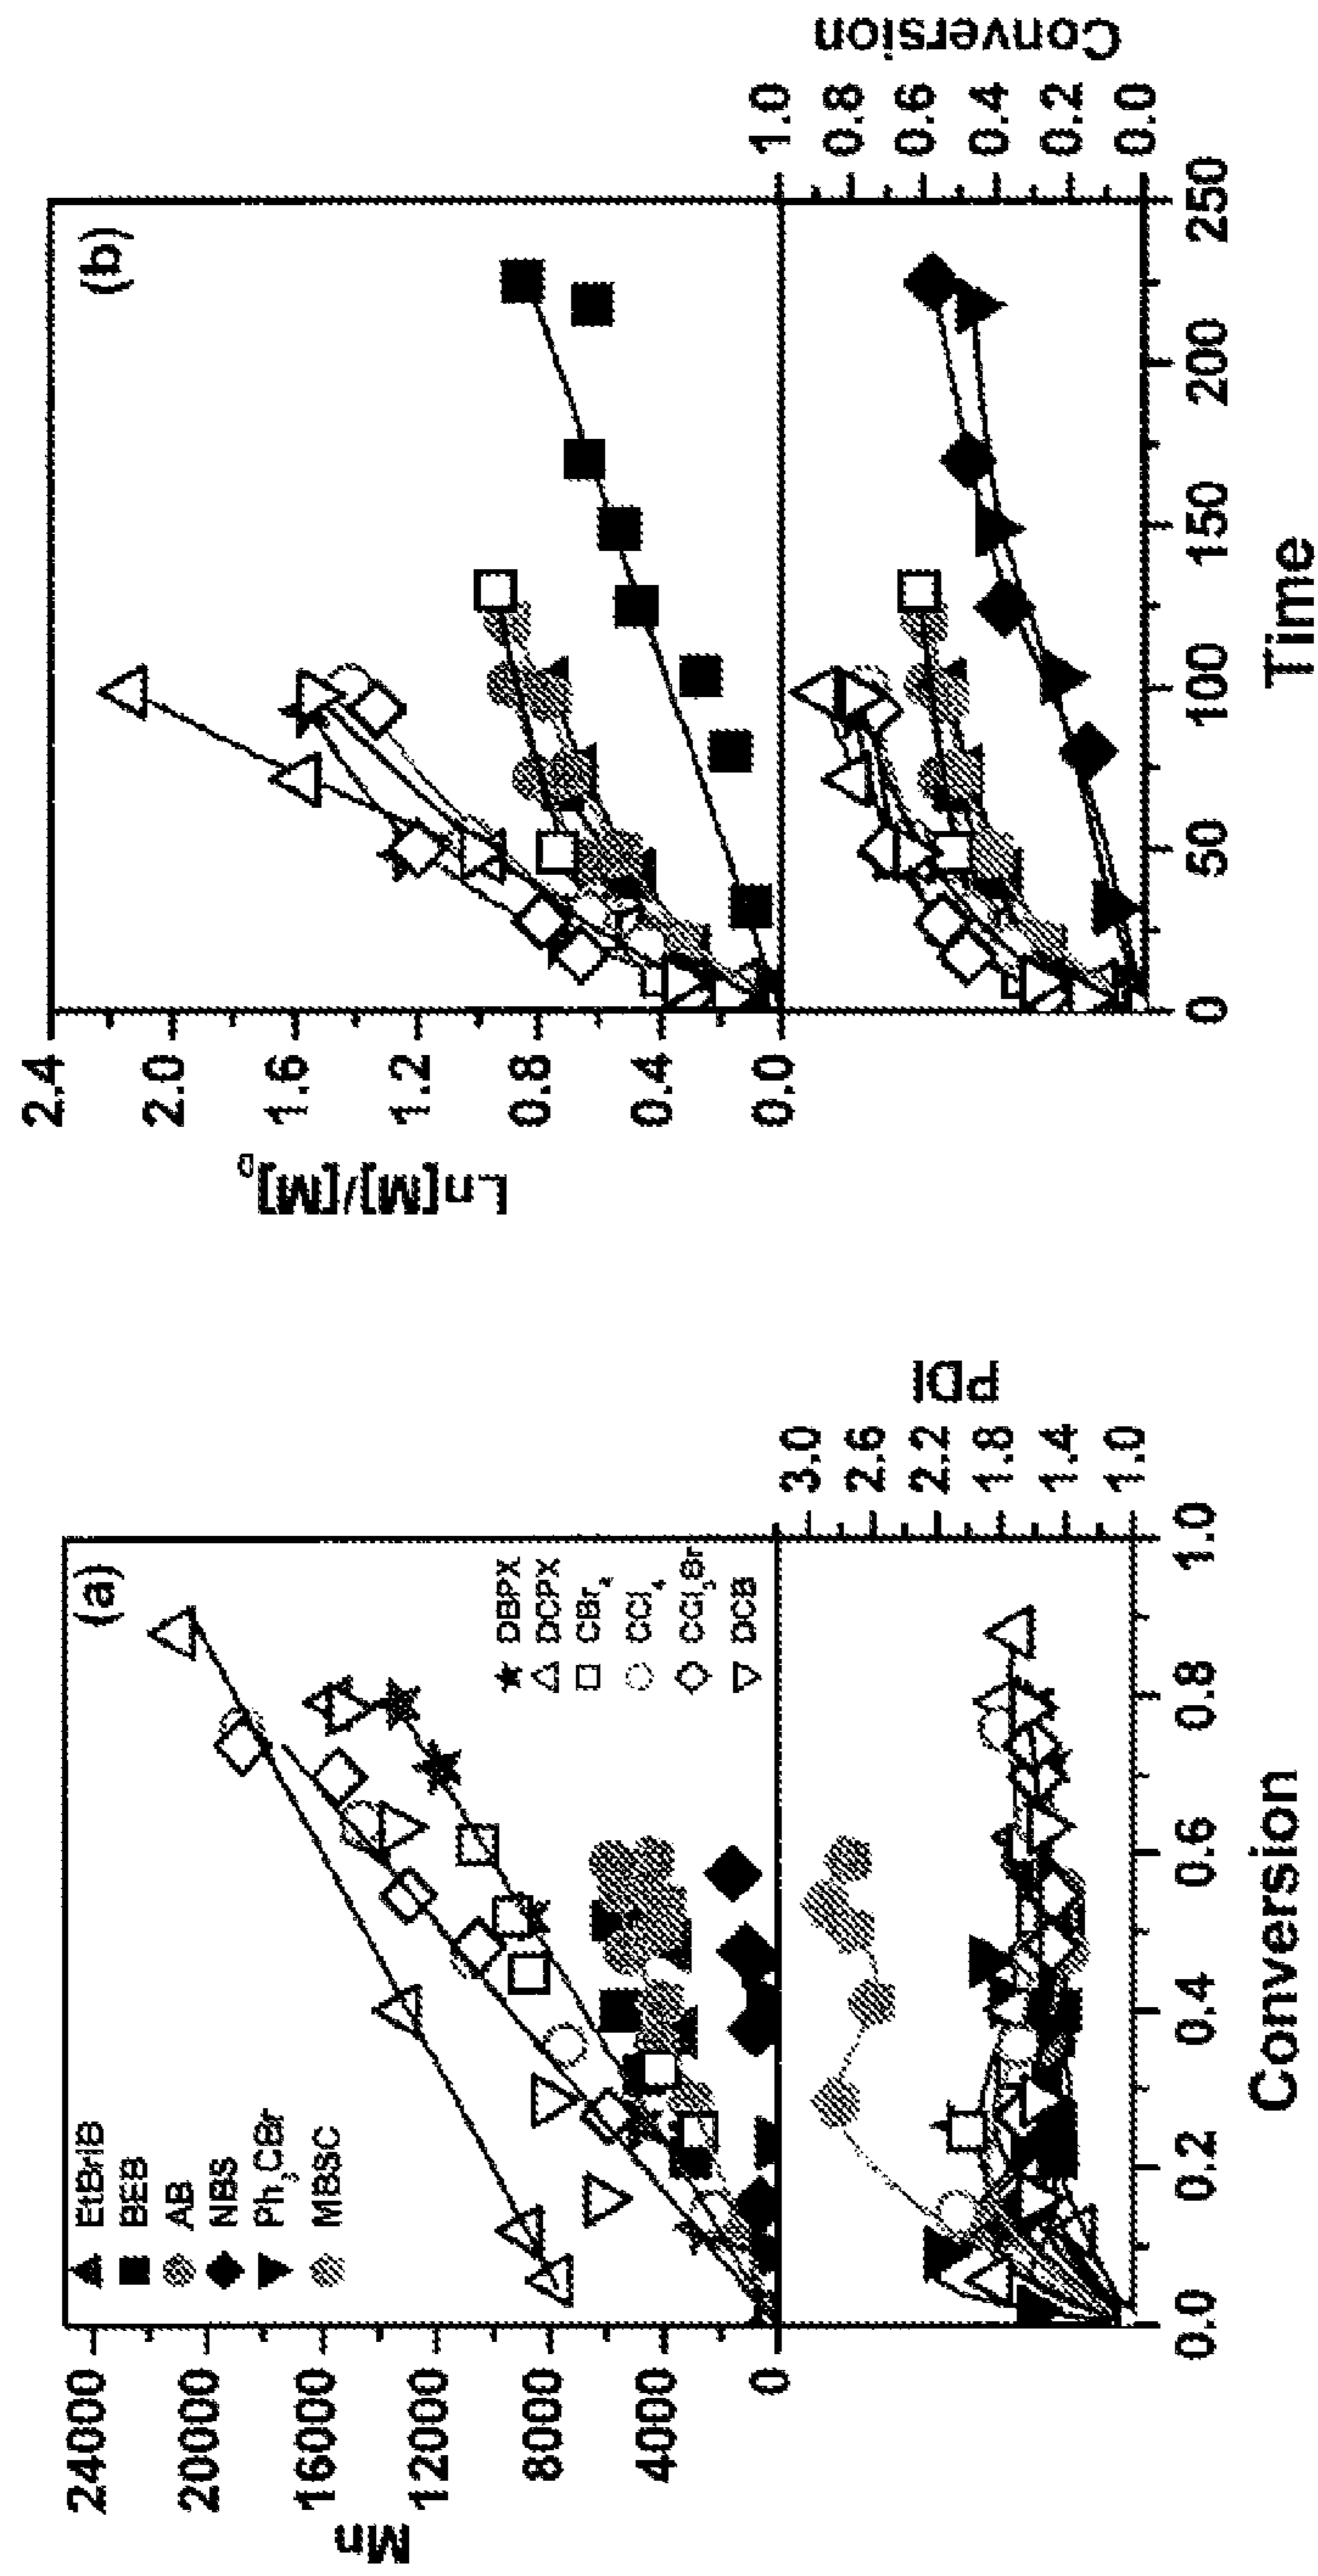 (a)
EtBriB
BEB
AB
NBS
Ph3CBr
MBSC
DBPX
DCPX
CBr4
CCl4
CCl3Br
DCB
Mn
24000
20000
16000
12000
8000
4000
0
PDI
3.0
2.6
2.2
1.8
1.4
1.0
0.0 0.2 0.4 0.6 0.8 1.0
Conversion
(b)
Ln[M]/[M]0
2.4
2.0
1.6
1.2
0.8
0.4
0.0
Conversion
1.0
0.8
0.6
0.4
0.2
0.0
0 50 100 150 200 250
Time